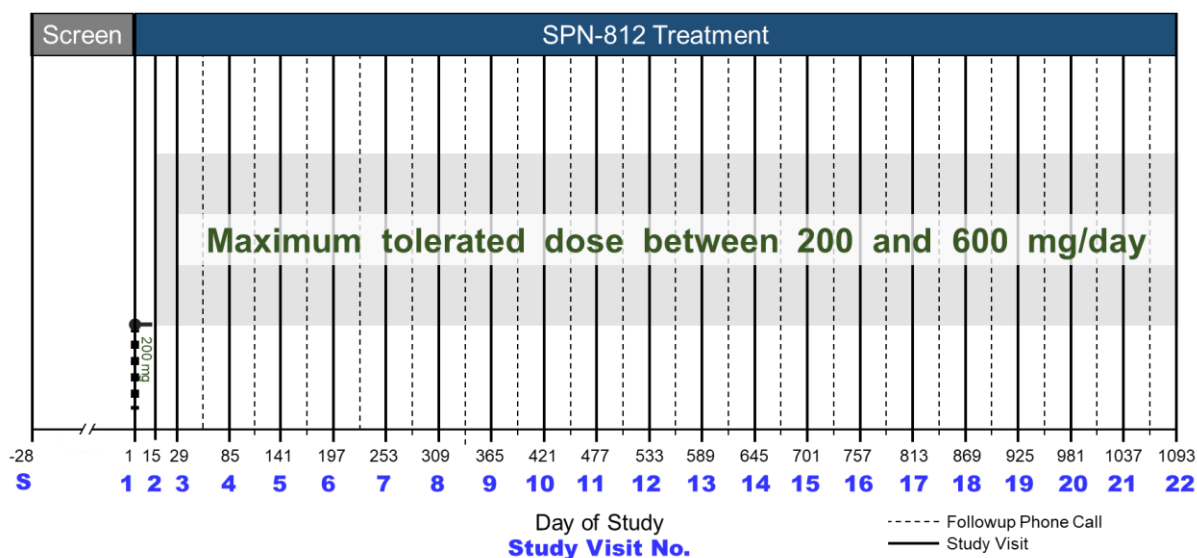 Screen SPN-812 Treatment
Maximum tolerated dose between 200 and 600 mg/day
200 mg
-28 1 15 29 85 141 197 253 309 365 421 477 533 589 645 701 757 813 869 925 981 1037 1093
S 1 2 3 4 5 6 7 8 9 10 11 12 13 14 15 16 17 18 19 20 21 22
Day of Study
Study Visit No.
Followup Phone Call
Study Visit